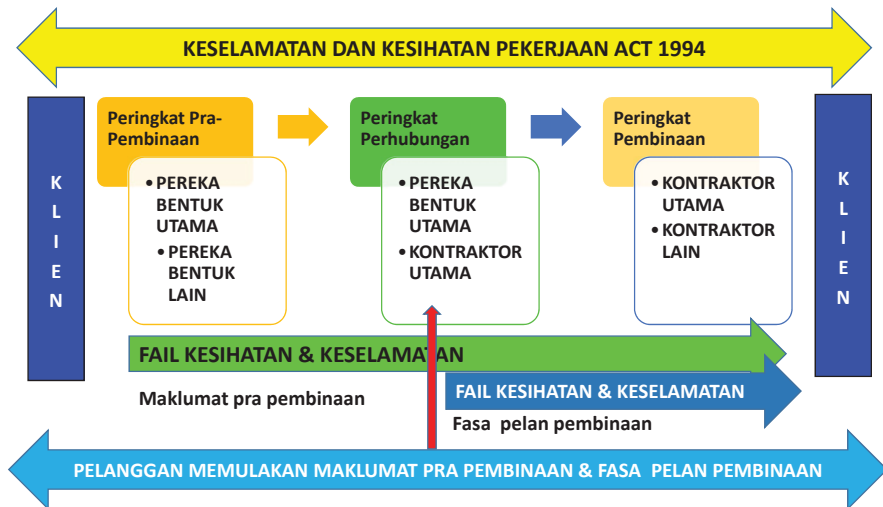 KESELAMATAN DAN KESIHATAN PEKERJAAN ACT 1994
K
L
I
E
N
Peringkat Pra-
Pembinaan
• PEREKA
BENTUK
UTAMA
• PEREKA
BENTUK
LAIN
Peringkat
Perhubungan
• PEREKA
BENTUK
UTAMA
• KONTRAKTOR
UTAMA
Peringkat
Pembinaan
• KONTRAKTOR
UTAMA
• KONTRAKTOR
LAIN
K
L
I
E
N
FAIL KESIHATAN & KESELAMATAN
Maklumat pra pembinaan
FAIL KESIHATAN & KESELAMATAN
Fasa pelan pembinaan
PELANGGAN MEMULAKAN MAKLUMAT PRA PEMBINAAN & FASA PELAN PEMBINAAN